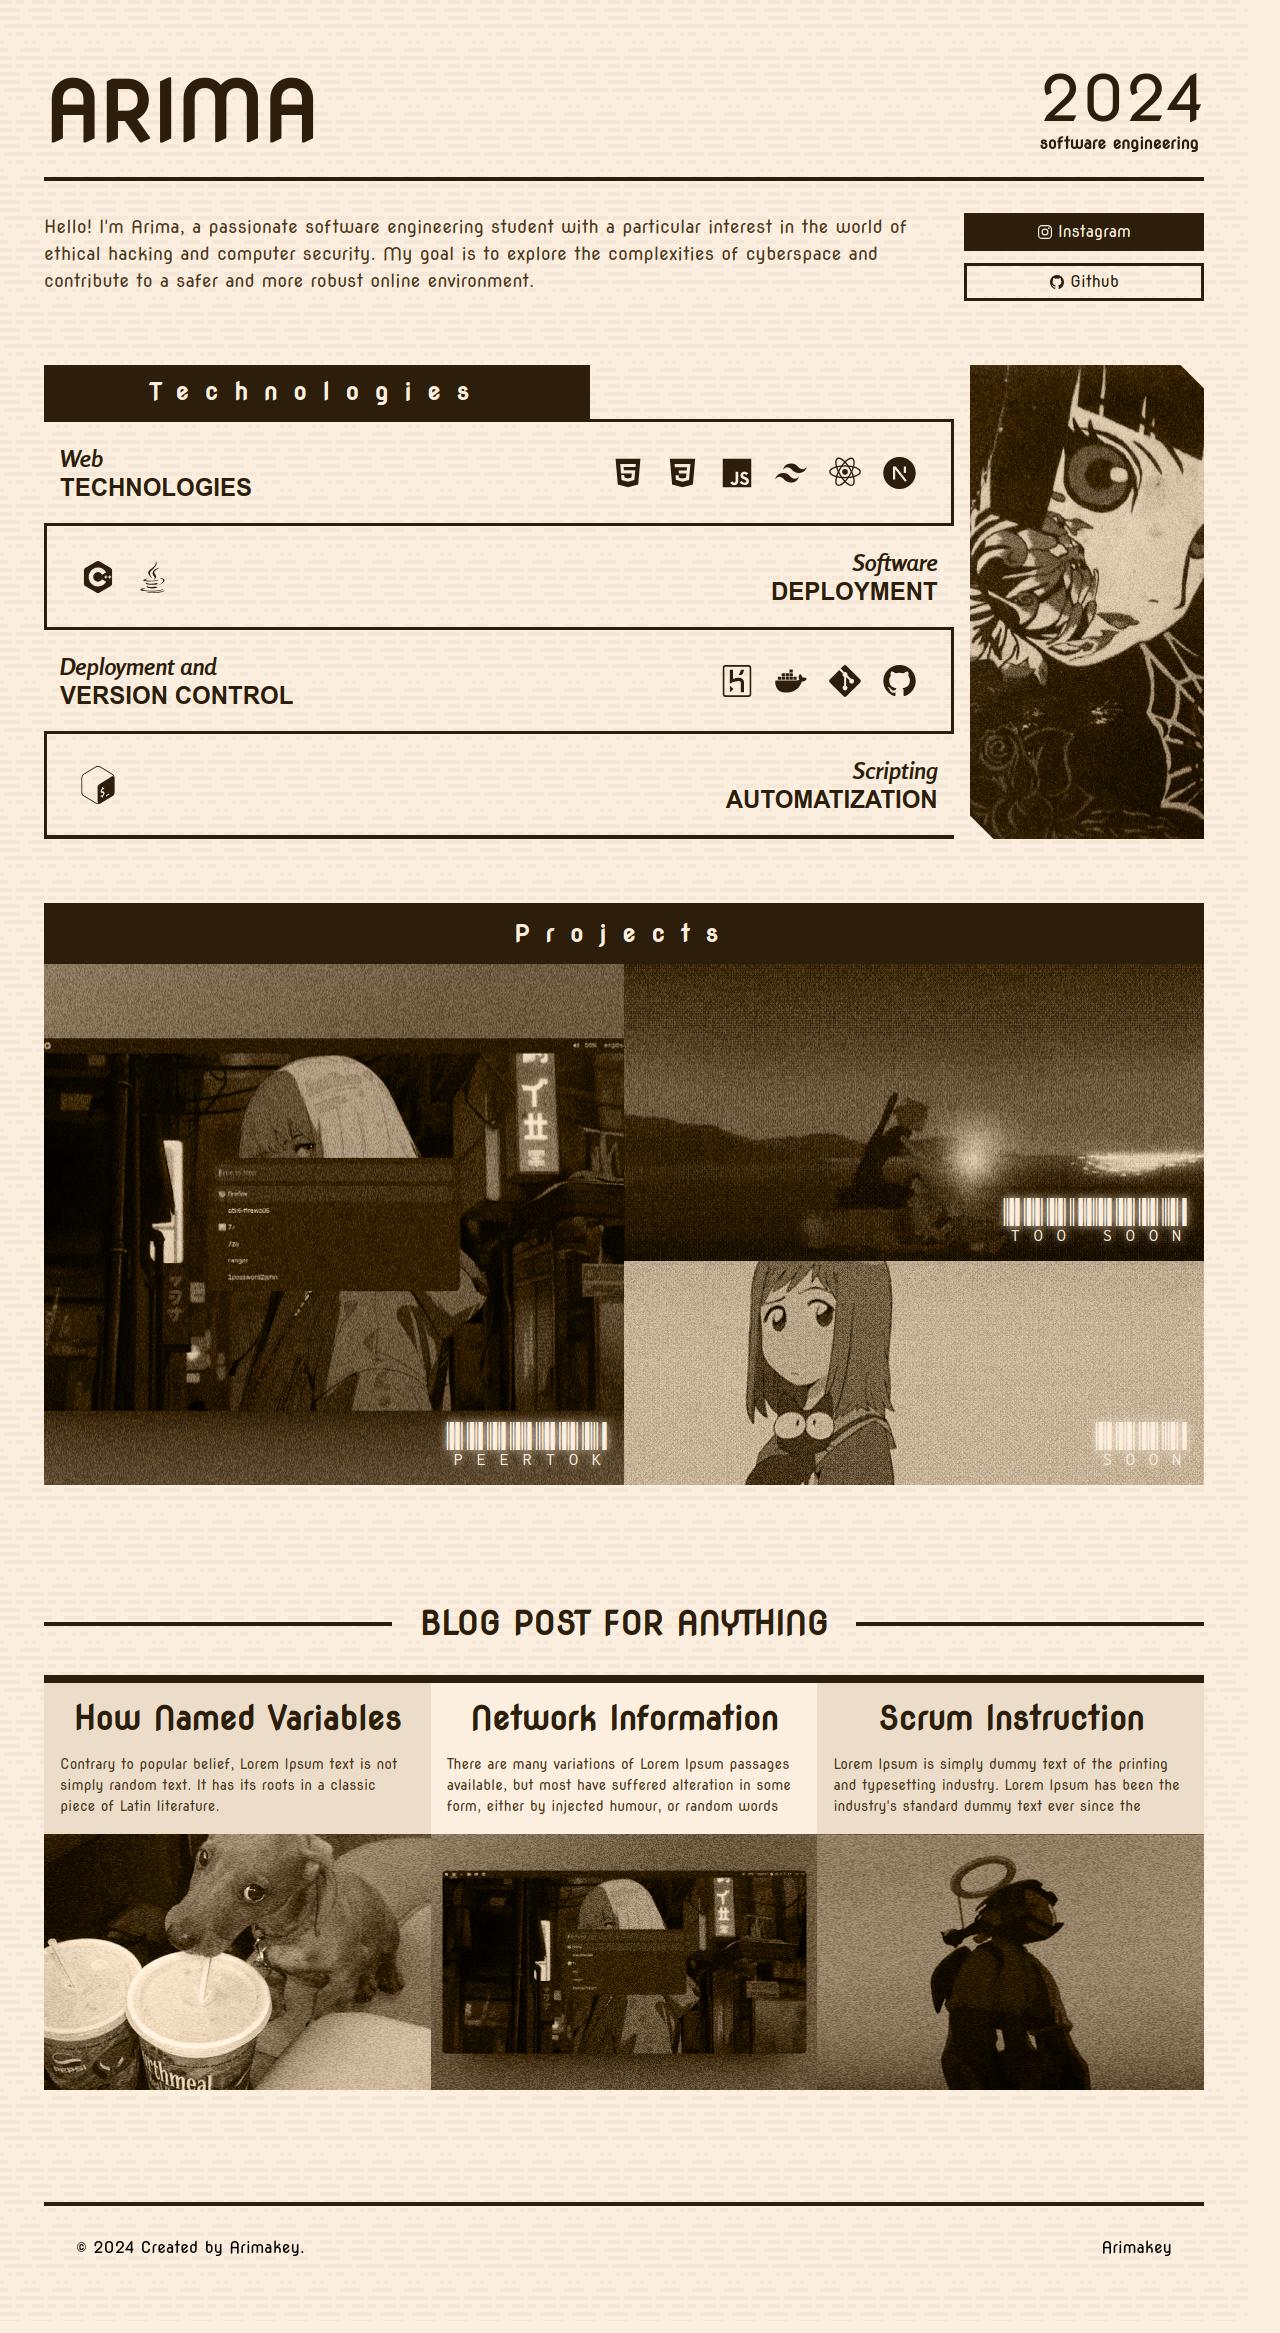 ARIMA
2024
software engineering
Hello! I'm Arima, a passionate software engineering student with a particular interest in the world of
ethical hacking and computer security. My goal is to explore the complexities of cyberspace and
contribute to a safer and more robust online environment.
Instagram
Github
Technologies
Web
TECHNOLOGIES
JS
N
Software
DEPLOYMENT
Deployment and
VERSION CONTROL
Scripting
AUTOMATIZATION
Projects
firefox
7z
ranger
PEERTOK
TOO SOON
SOON
BLOG POST FOR ANYTHING
How Named Variables
Contrary to popular belief, Lorem Ipsum text is not
simply random text. It has its roots in a classic
piece of Latin literature.
Network Information
There are many variations of Lorem Ipsum passages
available, but most have suffered alteration in some
form, either by injected humour, or random words
Scrum Instruction
Lorem Ipsum is simply dummy text of the printing
and typesetting industry. Lorem Ipsum has been the
industry's standard dummy text ever since the
PEPSI
© 2024 Created by Arimakey.
Arimakey